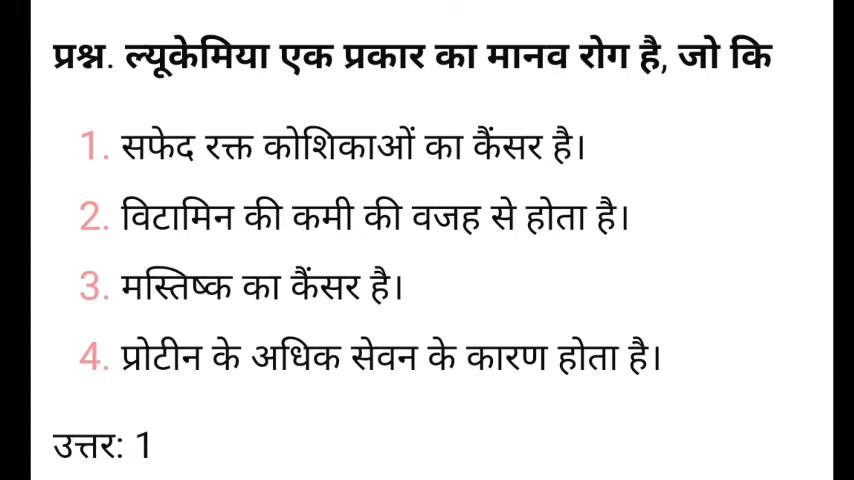 प्रश्न. ल्यूकेमिया एक प्रकार का मानव रोग है, जो कि
1. सफेद रक्त कोशिकाओं का कैंसर है।
2. विटामिन की कमी की वजह से होता है।
3. मस्तिष्क का कैंसर है।
4. प्रोटीन के अधिक सेवन के कारण होता है।
उत्तर: 1